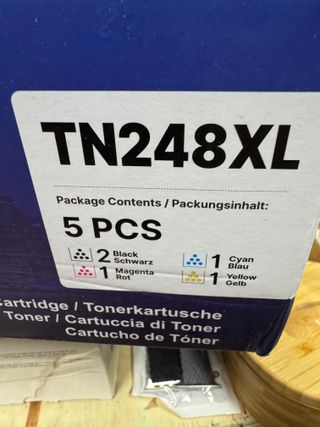 TN248XL
Package Contents / Packungsinhalt:
5 PCS
2 Black Schwarz 1 Cyan Blau
1 Magenta Rot 1 Yellow Gelb
Cartridge / Tonerkartusche
Toner / Cartuccia di Toner
Cartucho de Tóner